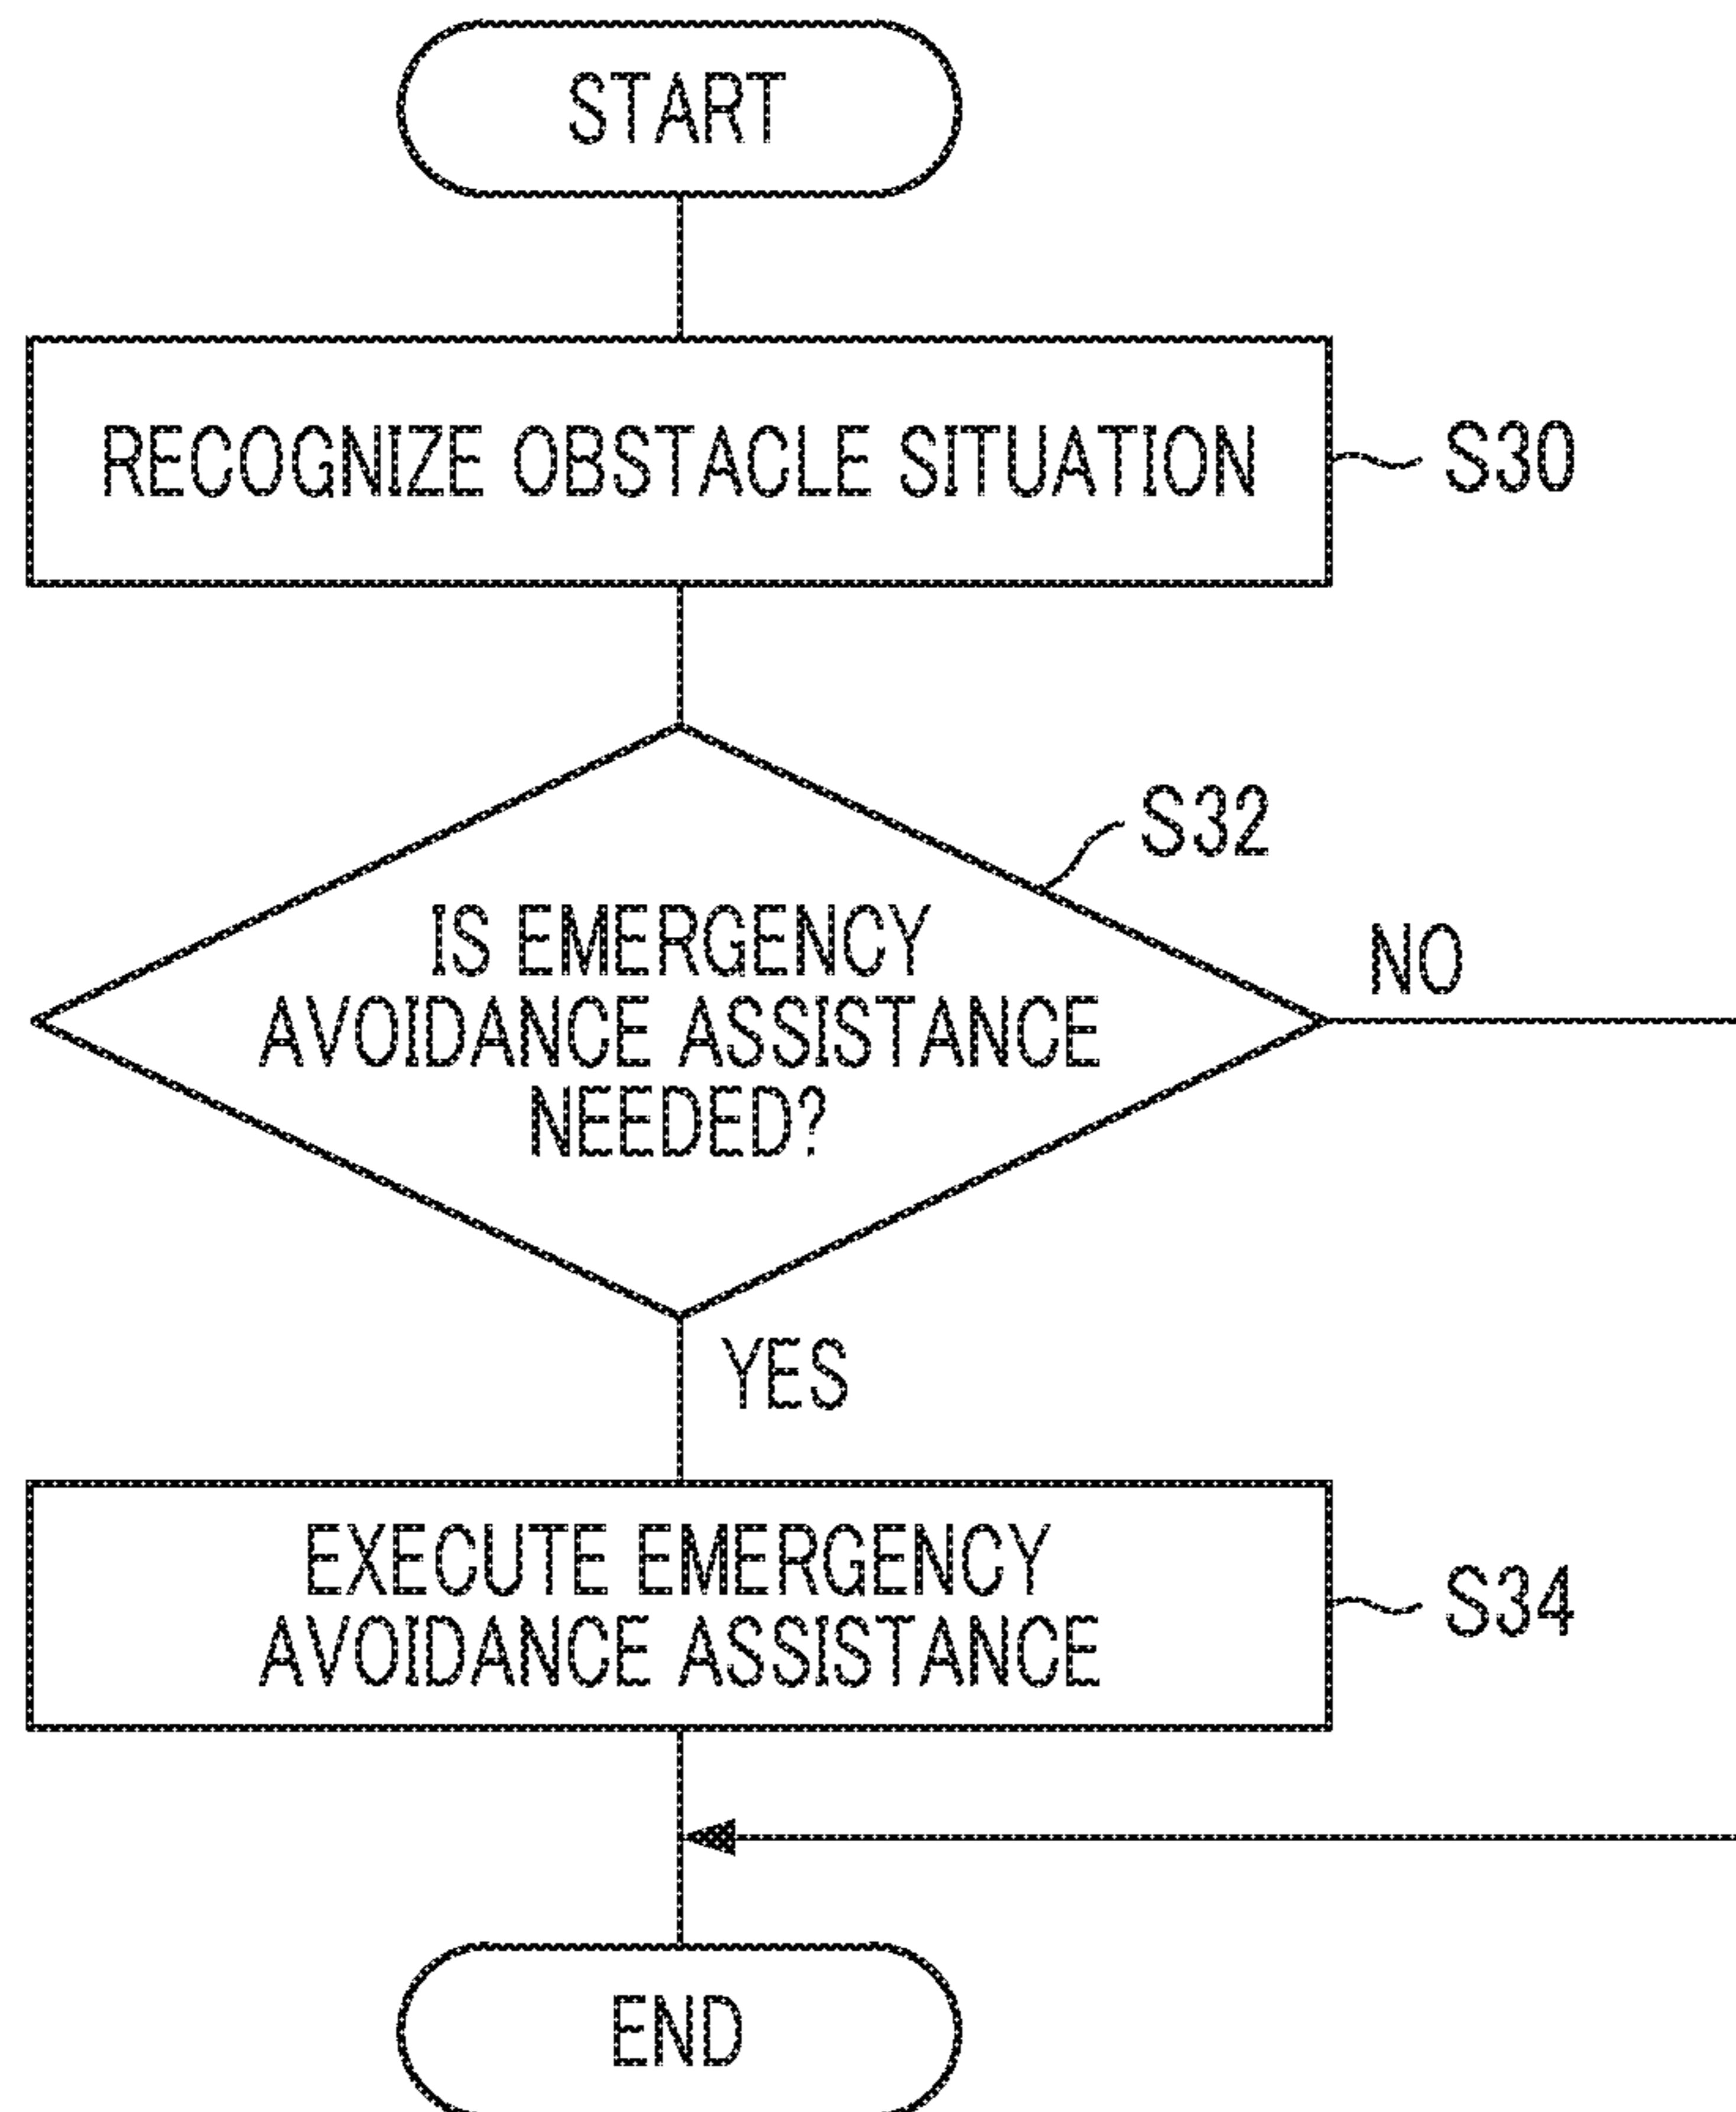 START
RECOGNIZE OBSTACLE SITUATION
S30
S32
IS EMERGENCY
AVOIDANCE ASSISTANCE
NEEDED?
NO
YES
EXECUTE EMERGENCY
AVOIDANCE ASSISTANCE
S34
END